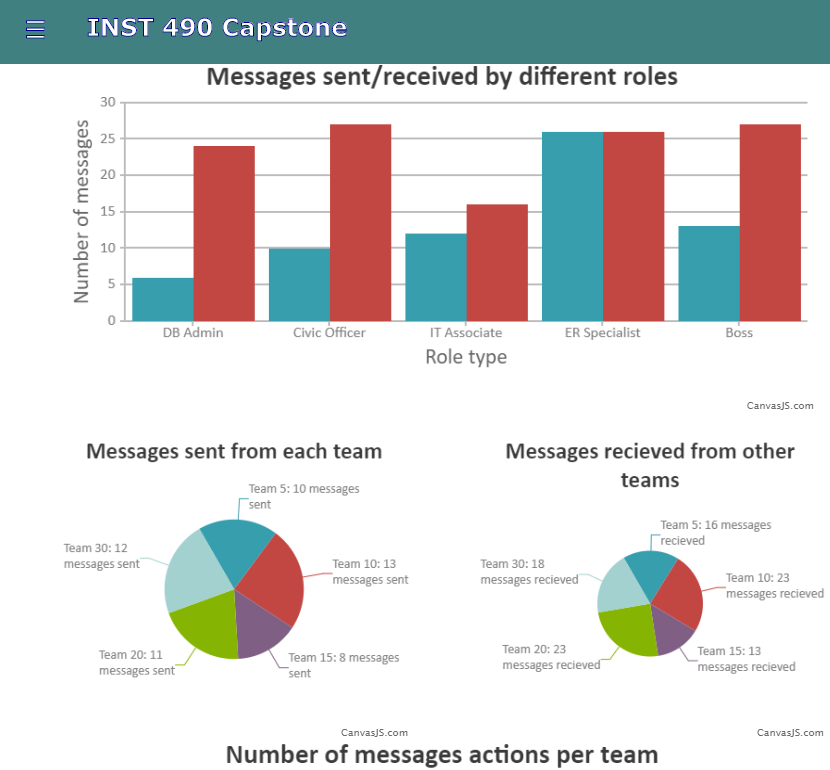 INST 490 Capstone
Messages sent/received by different roles
Number of messages
30
25
20
15
10
5
0
DB Admin
Civic Officer
IT Associate
ER Specialist
Boss
Role type
CanvasJS.com
Messages sent from each team
Team 5: 10 messages
sent
Team 30: 12
messages sent
Team 10: 13
messages sent
Team 20: 11
messages sent
Team 15: 8 messages
sent
CanvasJS.com
Messages recieved from other
teams
Team 5: 16 messages
recieved
Team 30: 18
messages recieved
Team 10: 23
messages recieved
Team 20: 23
messages recieved
Team 15: 13
messages recieved
CanvasJS.com
Number of messages actions per team